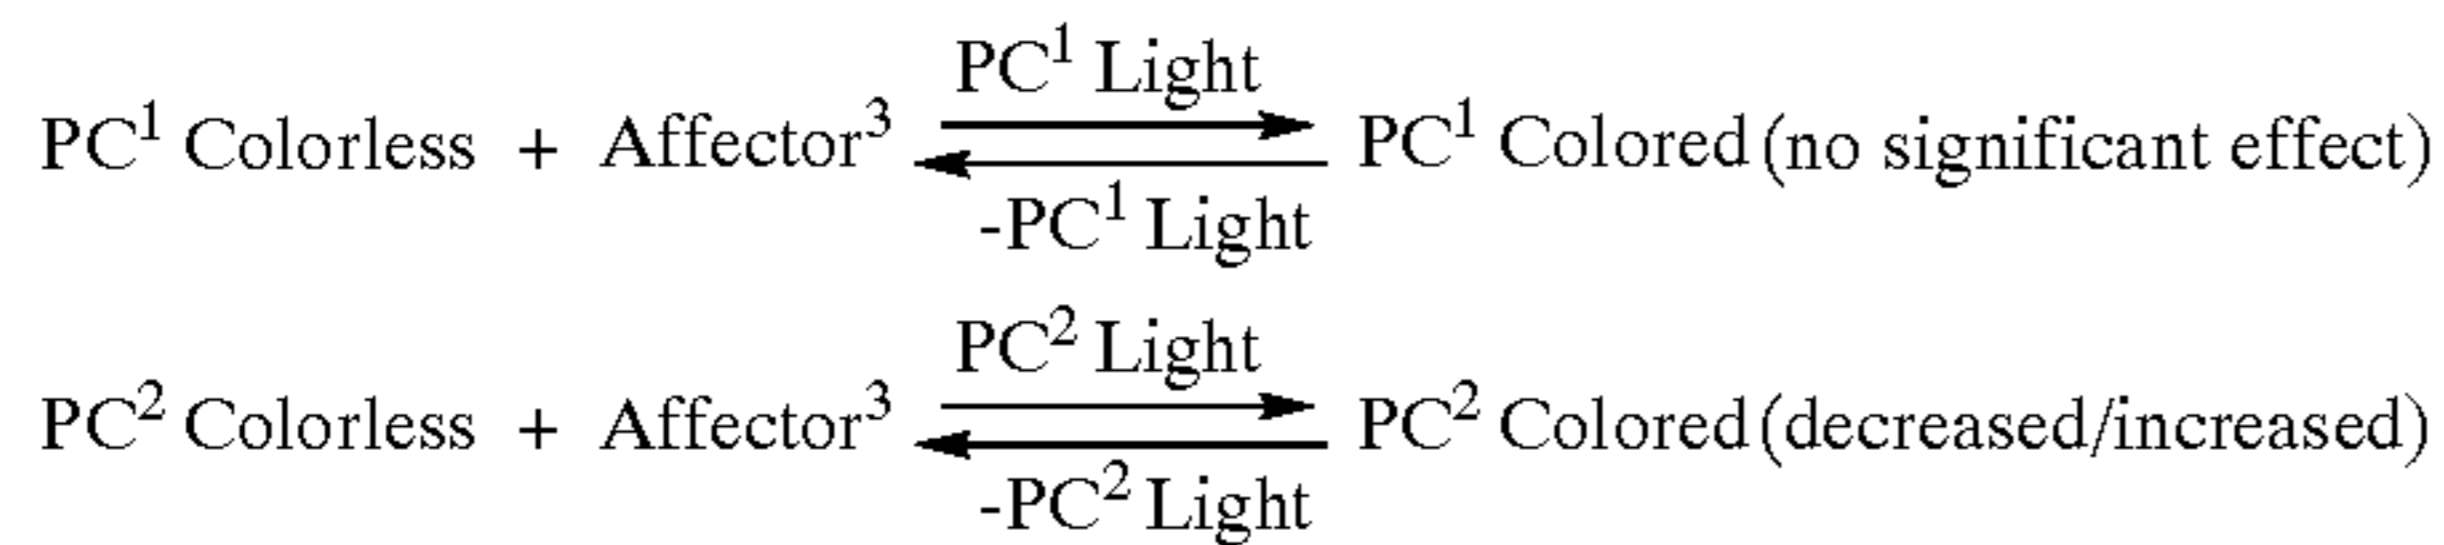 PC¹ Light
PC¹ Colorless + Affector³ ⇌ PC¹ Colored (no significant effect)
-PC¹ Light
PC² Light
PC² Colorless + Affector³ ⇌ PC² Colored (decreased/increased)
-PC² Light